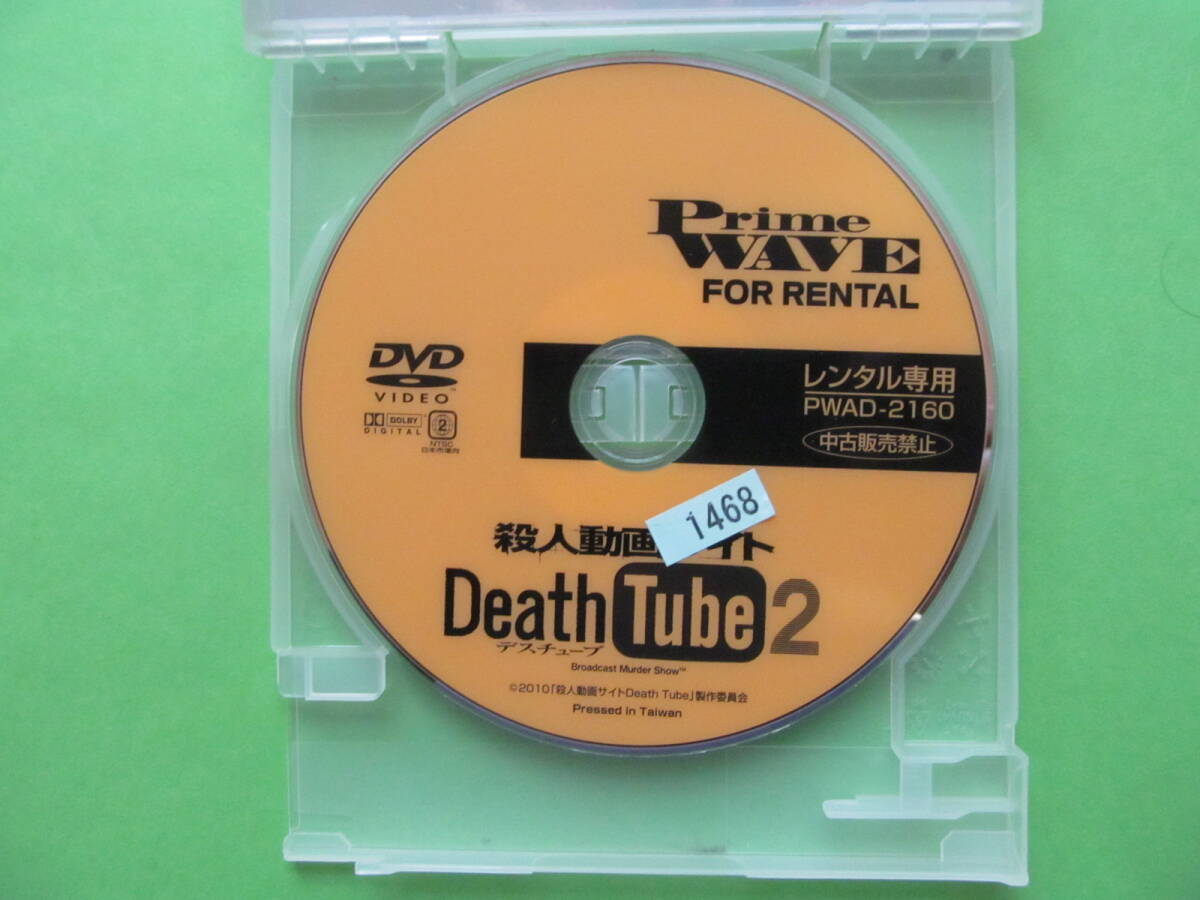 Prime
WAVE
FOR RENTAL
DVD
VIDEO™
DOLBY
DIGITAL
2
NTSC
日本市場向
レンタル専用
PWAD-2160
中古販売禁止
1468
殺人動画サイト
Death Tube 2
デスチューブ
Broadcast Murder Show™
©2010「殺人動画サイトDeath Tube」製作委員会
Pressed in Taiwan